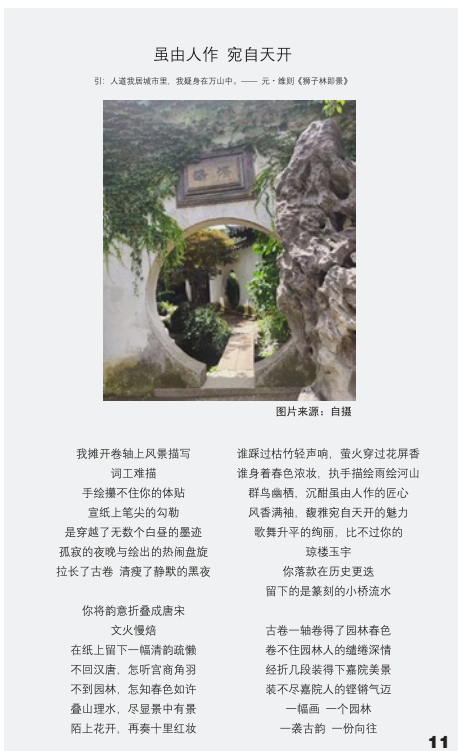 虽由人作 宛自天开
引：人道我居城市里，我疑身在万山中。—— 元·维则《狮子林即景》
图片来源：自摄
我摊开卷轴上风景描写
词工难描
手绘攥不住你的体贴
宣纸上笔尖的勾勒
是穿越了无数个白昼的墨迹
孤寂的夜晚与绘出的热闹盘旋
拉长了古卷 清瘦了静默的黑夜
你将韵意折叠成唐宋
文火慢焙
在纸上留下一幅清韵疏懒
不回汉唐，怎听宫商角羽
不到园林，怎知春色如许
叠山理水，尽显景中有景
陌上花开，再奏十里红妆
谁踩过枯竹轻声响，萤火穿过花屏香
谁身着春色浓妆，执手描绘雨绘河山
群鸟幽栖，沉酣虽由人作的匠心
风香满袖，馥雅宛自天开的魅力
歌舞升平的绚丽，比不过你的
琼楼玉宇
你落款在历史更迭
留下的是篆刻的小桥流水
古卷一轴卷得了园林春色
卷不住园林人的缱绻深情
经折几段装得下嘉院美景
装不尽嘉院人的铿锵气迈
一幅画 一个园林
一袭古韵 一份向往
11